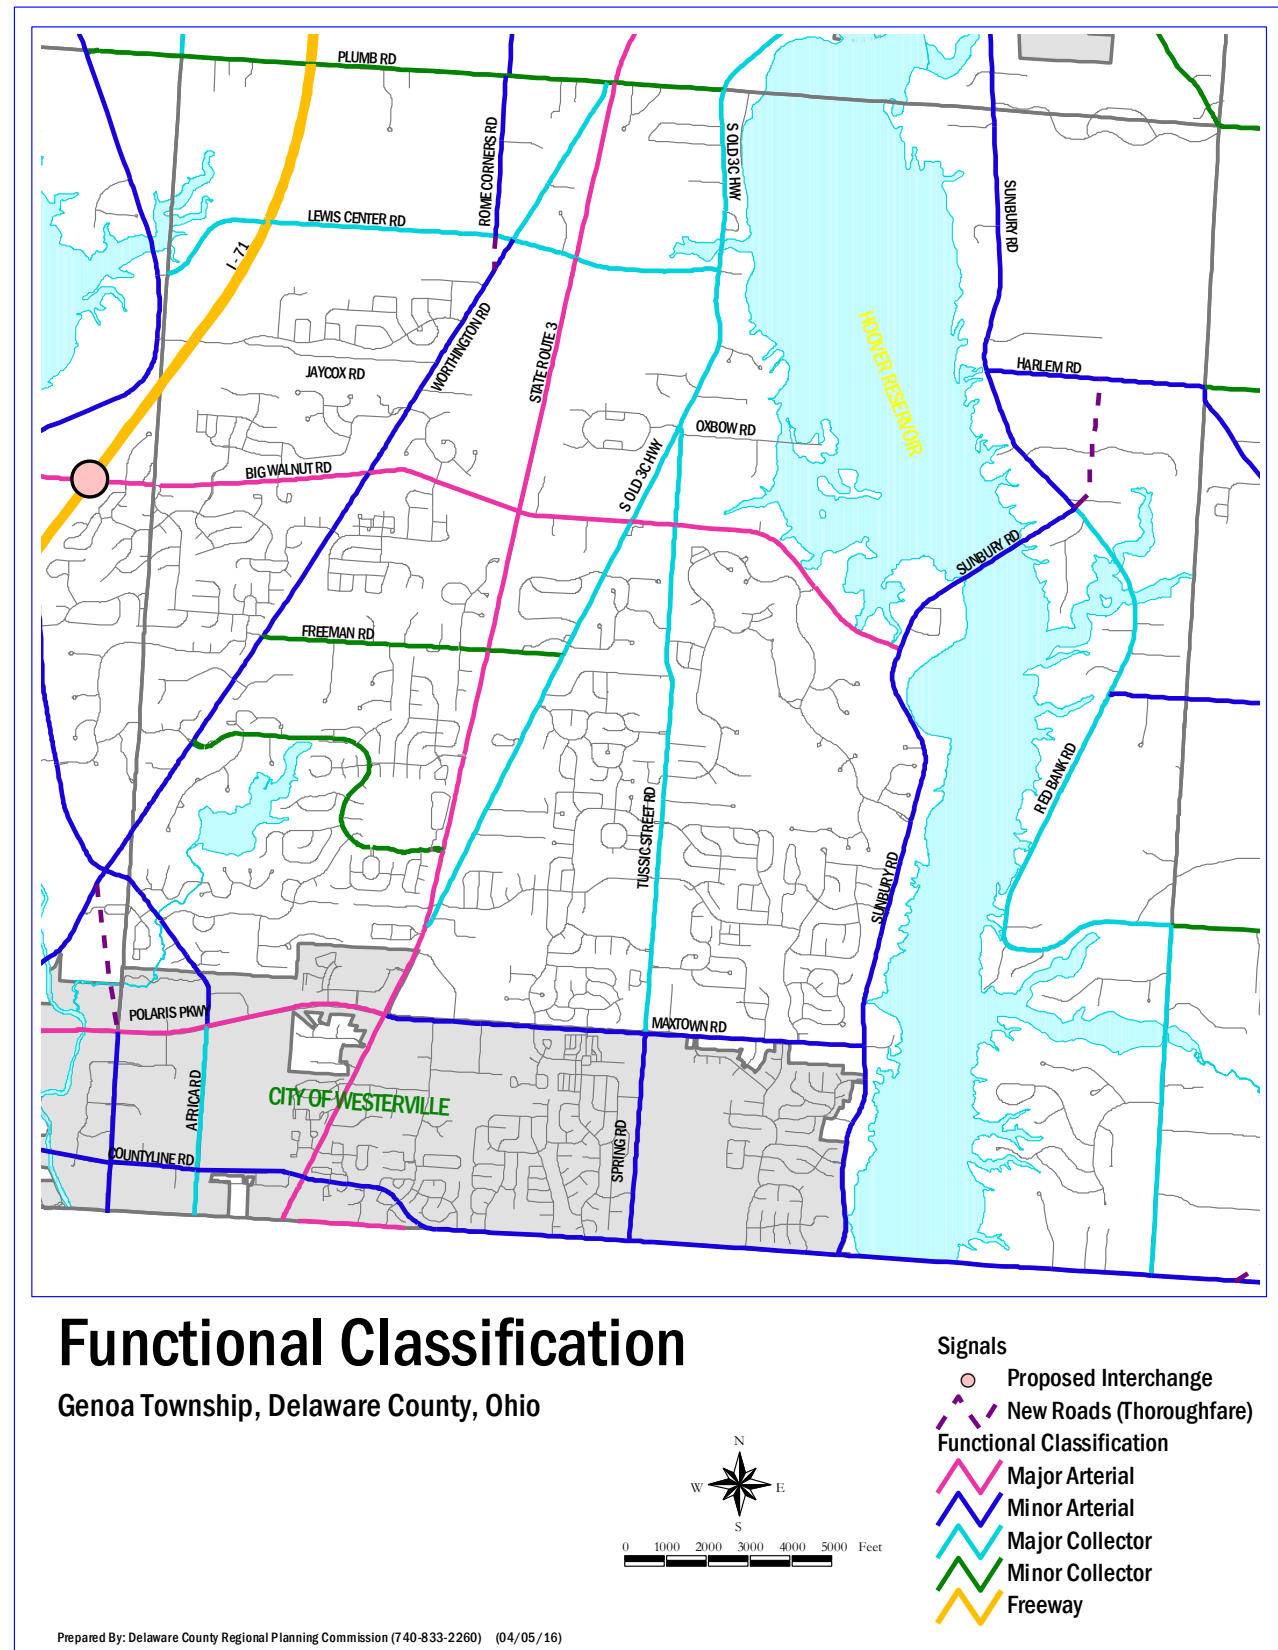 PLUMB RD
S OLD 3C HWY
ROME CORNERS RD
SUNBURY RD
LEWIS CENTER RD
I - 71
HOOVER RESERVOIR
WORTHINGTON RD
STATE ROUTE 3
JAYCOX RD
HARLEM RD
OXBOW RD
S OLD 3C HWY
BIG WALNUT RD
SUNBURY RD
FREEMAN RD
RED BANK RD
TUSSIC STREET RD
SUNBURY RD
POLARIS PKWY
MAXTOWN RD
AFRICA RD
CITY OF WESTERVILLE
SPRING RD
COUNTYLINE RD
Functional Classification
Genoa Township, Delaware County, Ohio
Signals
Proposed Interchange
New Roads (Thoroughfare)
Functional Classification
Major Arterial
Minor Arterial
Major Collector
Minor Collector
Freeway
N
W E
S
0 1000 2000 3000 4000 5000 Feet
Prepared By: Delaware County Regional Planning Commission (740-833-2260) (04/05/16)